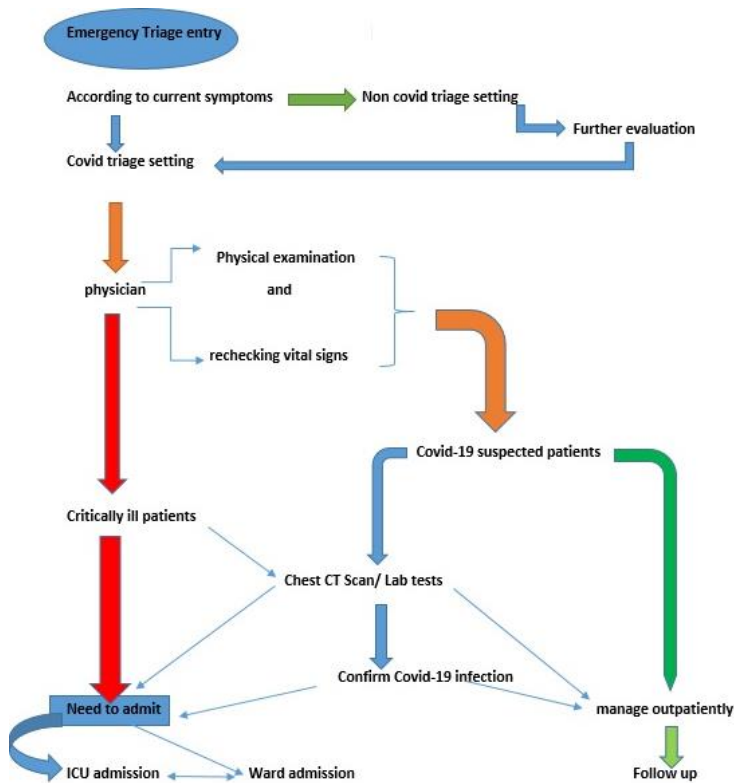 Emergency Triage entry
According to current symptoms
Non covid triage setting
Further evaluation
Covid triage setting
Physical examination
physician
and
rechecking vital signs
Covid-19 suspected patients
Critically ill patients
Chest CT Scan/ Lab tests
Confirm Covid-19 infection
Need to admit
manage outpatiently
ICU admission
Ward admission
Follow up